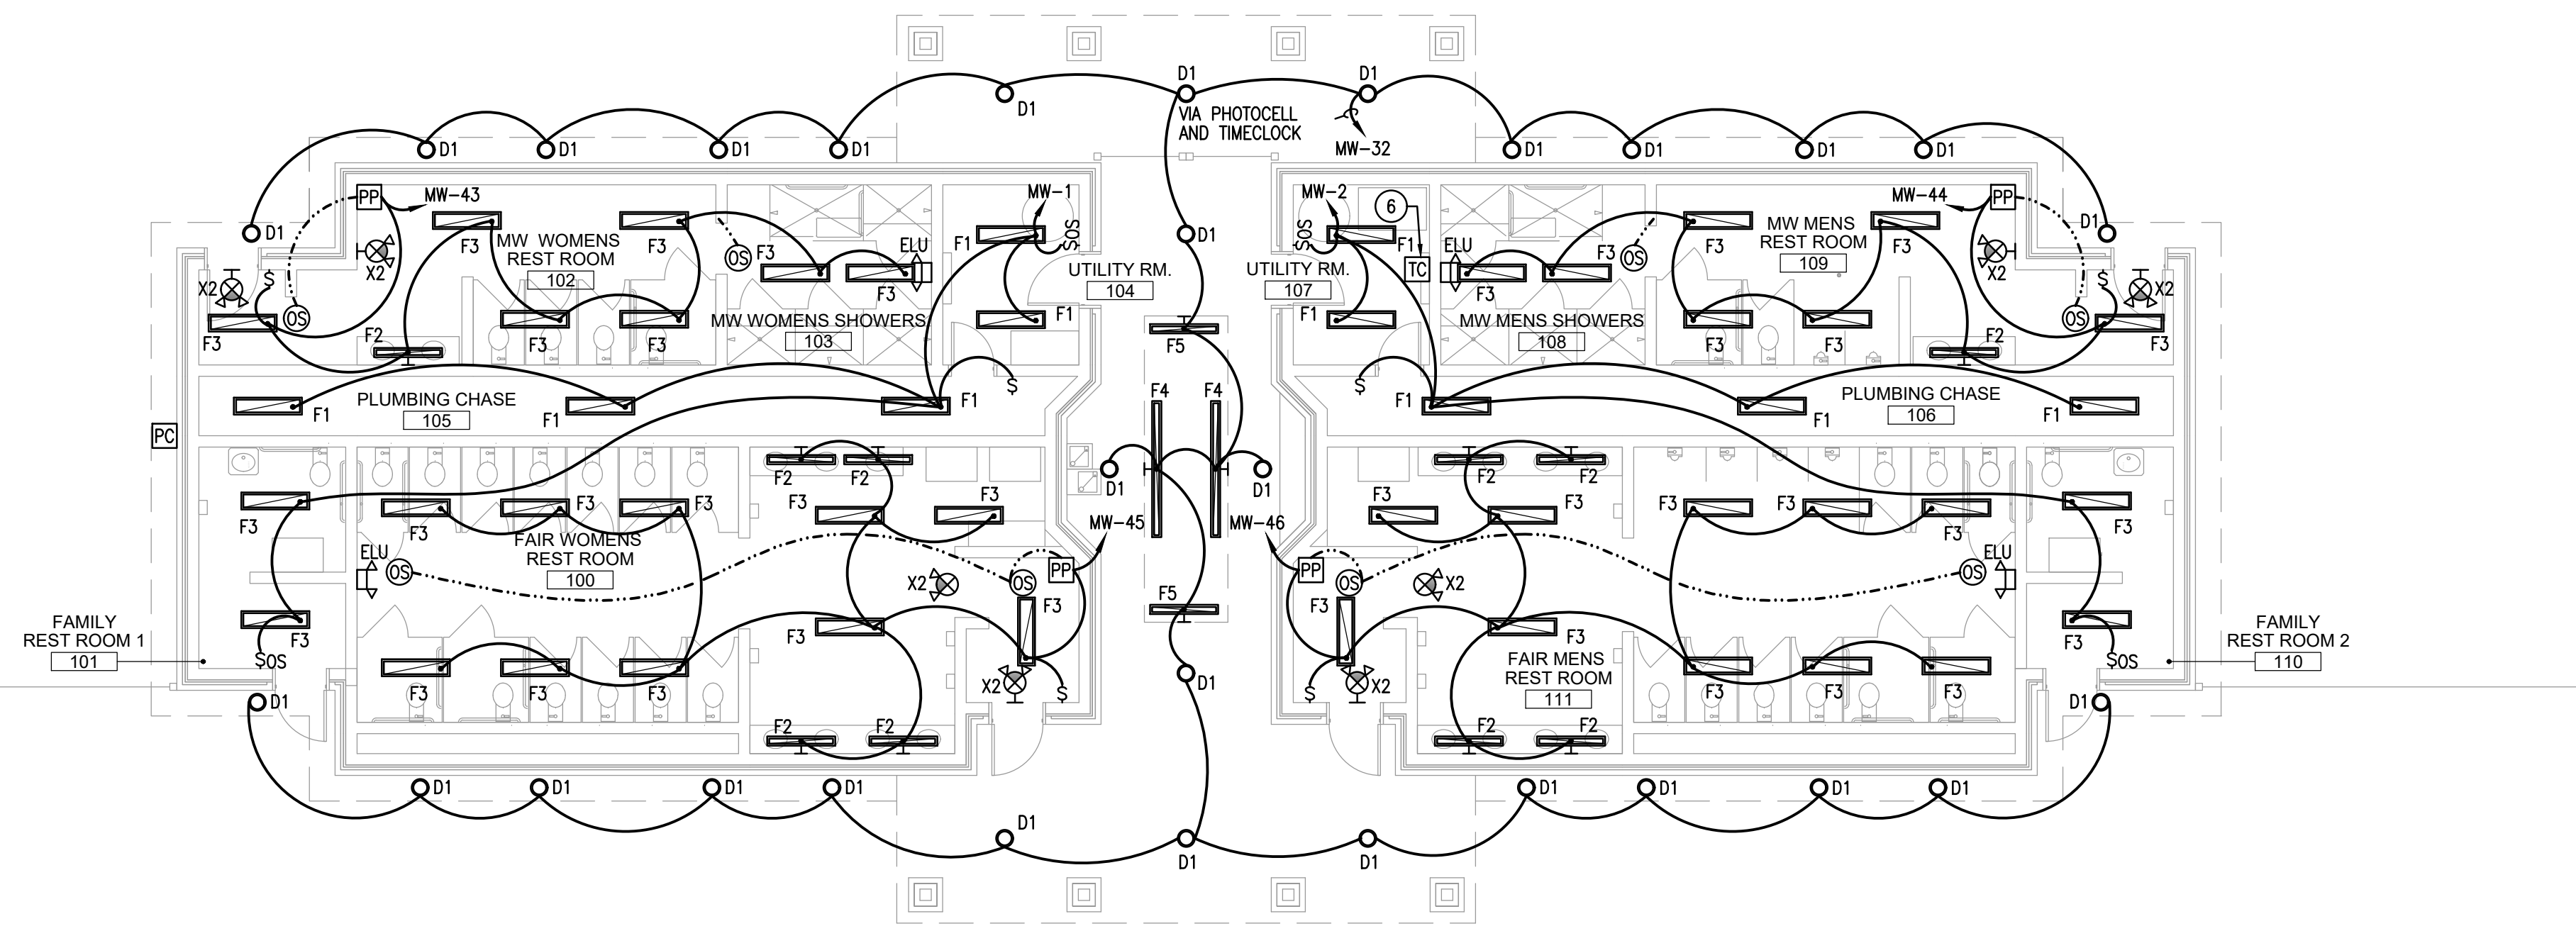 D1
D1
D1
VIA PHOTOCELL
AND TIMECLOCK
MW-32
D1
D1
D1
D1
D1
D1
D1
D1
D1
D1
D1
PP
MW-43
X2
F3
MW WOMENS
REST ROOM
102
F3
OS
F3
ELU
F3
MW-1
F1
$OS
UTILITY RM.
104
F1
X2
$
OS
F3
F2
F3
F3
MW WOMENS SHOWERS
103
MW-2
6
$OS
F1
TC
UTILITY RM.
107
F1
ELU
F3
F3
OS
F3
MW MENS
REST ROOM
109
F3
MW-44
PP
X2
$
X2
OS
F3
F2
MW MENS SHOWERS
108
F3
F3
F5
F4
F4
D1
D1
F5
D1
PC
F1
PLUMBING CHASE
105
F1
F1
$
$
F1
F1
PLUMBING CHASE
106
F1
F3
F3
F3
F3
FAIR WOMENS
REST ROOM
100
ELU
OS
F2
F2
F3
F3
MW-45
X2
OS
PP
F3
F3
X2
$
F3
$OS
F3
F3
F3
F2
F2
FAMILY
REST ROOM 1
101
MW-46
PP
OS
F3
X2
F2
F2
F3
F3
F3
$
X2
FAIR MENS
REST ROOM
111
F2
F2
F3
F3
F3
F3
OS
ELU
F3
F3
$OS
F3
F3
F3
FAMILY
REST ROOM 2
110
D1
D1
D1
D1
D1
D1
D1
D1
D1
D1
D1
D1
D1